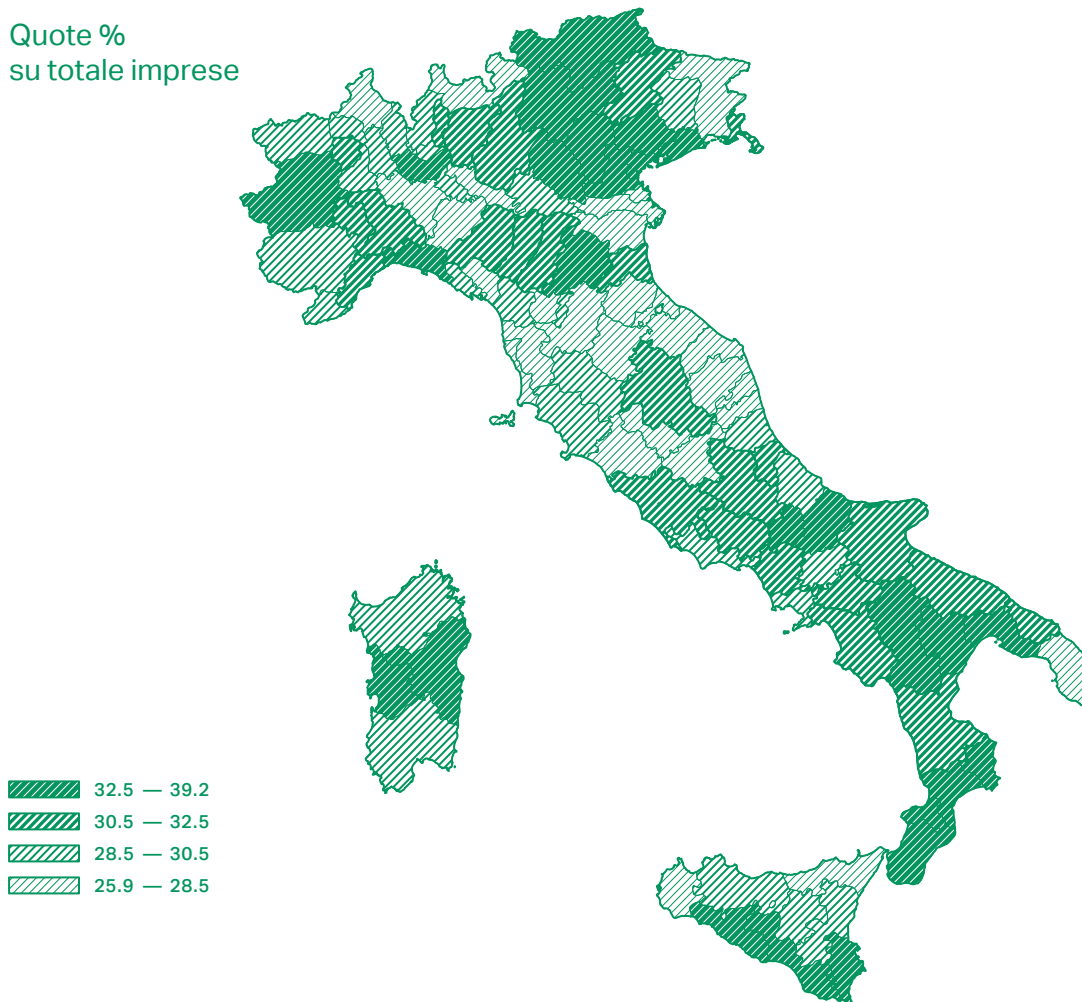 Quote %
su totale imprese
32.5 — 39.2
30.5 — 32.5
28.5 — 30.5
25.9 — 28.5